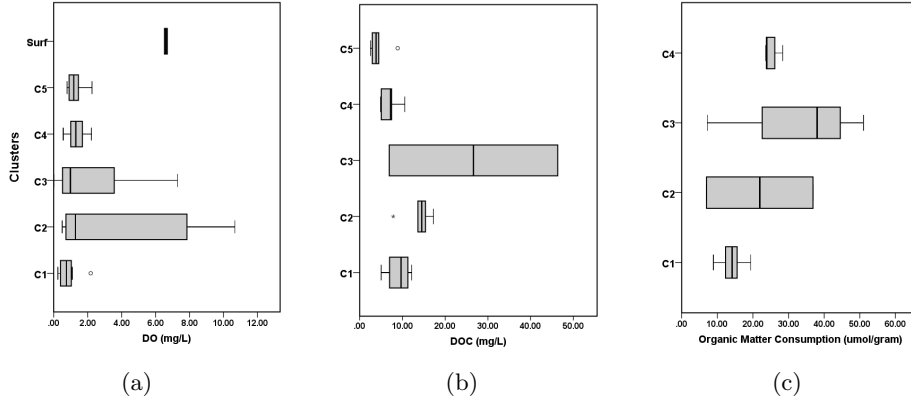 Clusters
Surf
C5
C4
C3
C2
C1
.00 2.00 4.00 6.00 8.00 10.00 12.00
DO (mg/L)
(a)
C5
C4
C3
C2
C1
.00 10.00 20.00 30.00 40.00 50.00
DOC (mg/L)
(b)
C4
C3
C2
C1
.00 10.00 20.00 30.00 40.00 50.00 60.00
Organic Matter Consumption (umol/gram)
(c)